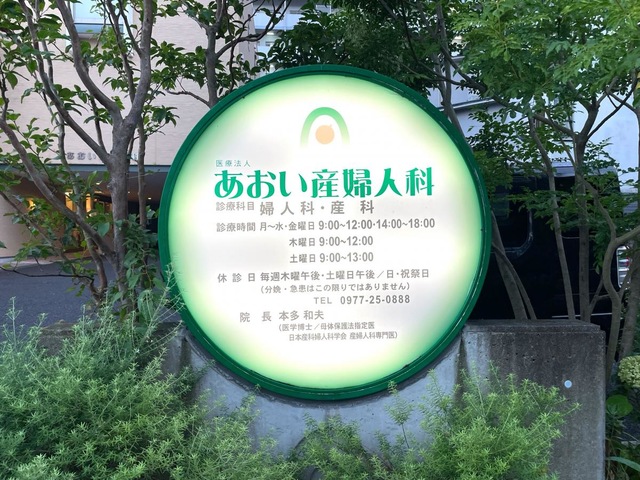 医療法人
あおい産婦人科
診療科目 婦人科・産 科
診療時間 月〜水・金曜日 9:00~12:00・14:00~18:00
木曜日 9:00~12:00
土曜日 9:00~13:00
休 診 日 毎週木曜午後・土曜日午後/日・祝祭日
(分娩・急患はこの限りではありません)
TEL 0977-25-0888
院 長 本多 和夫
(医学博士/母体保護法指定医
日本産科婦人科学会 産婦人科専門医)
あおい